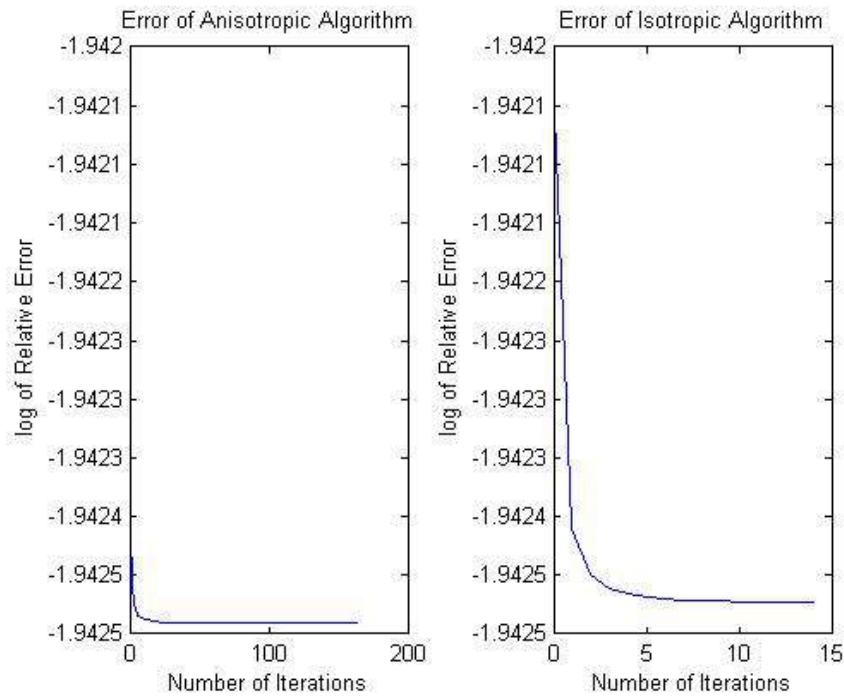 Error of Anisotropic Algorithm
-1.942
-1.9421
-1.9421
-1.9421
-1.9422
-1.9423
-1.9423
-1.9423
-1.9424
-1.9425
-1.9425
0 100 200
log of Relative Error
Number of Iterations
Error of Isotropic Algorithm
-1.942
-1.9421
-1.9421
-1.9421
-1.9422
-1.9423
-1.9423
-1.9423
-1.9424
-1.9425
-1.9425
0 5 10 15
log of Relative Error
Number of Iterations